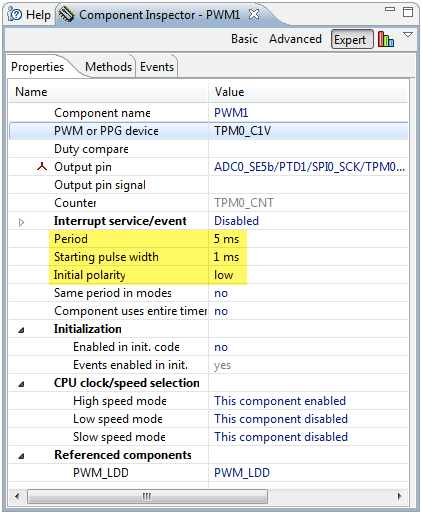 Help Component Inspector - PWM1
Basic Advanced Expert
Properties Methods Events
Name Value
Component name PWM1
PWM or PPG device TPM0_C1V
Duty compare
Output pin ADC0_SE5b/PTD1/SPI0_SCK/TPM0...
Output pin signal
Counter TPM0_CNT
Interrupt service/event Disabled
Period 5 ms
Starting pulse width 1 ms
Initial polarity low
Same period in modes no
Component uses entire timer no
Initialization
Enabled in init. code no
Events enabled in init. yes
CPU clock/speed selection
High speed mode This component enabled
Low speed mode This component disabled
Slow speed mode This component disabled
Referenced components
PWM_LDD PWM_LDD